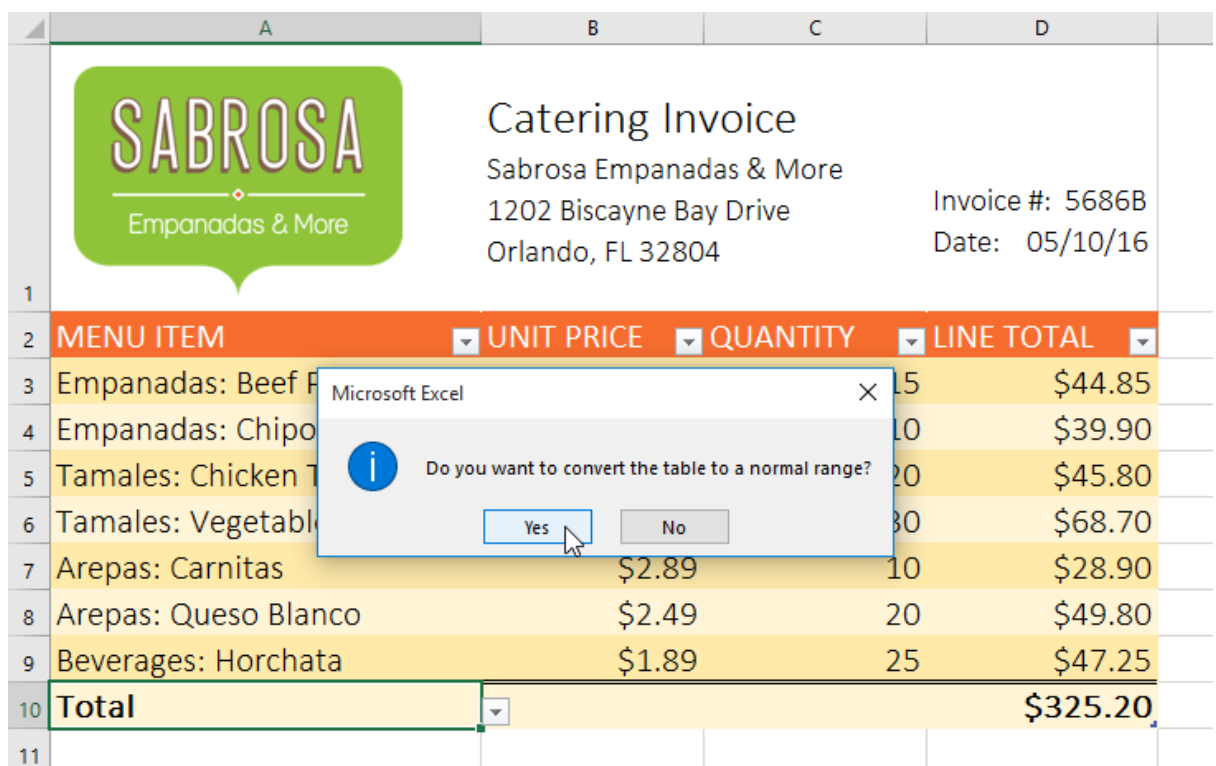 A B C D
1
SABROSA
Empanadas & More
Catering Invoice
Sabrosa Empanadas & More
1202 Biscayne Bay Drive
Orlando, FL 32804
Invoice #: 5686B
Date: 05/10/16
2 MENU ITEM UNIT PRICE QUANTITY LINE TOTAL
3 Empanadas: Beef $44.85
4 Empanadas: $39.90
5 Tamales: Chicken $45.80
6 Tamales: $68.70
Microsoft Excel
Do you want to convert the table to a normal range?
Yes No
7 Arepas: Carnitas $2.89 10 $28.90
8 Arepas: Queso Blanco $2.49 20 $49.80
9 Beverages: Horchata $1.89 25 $47.25
10 Total $325.20
11